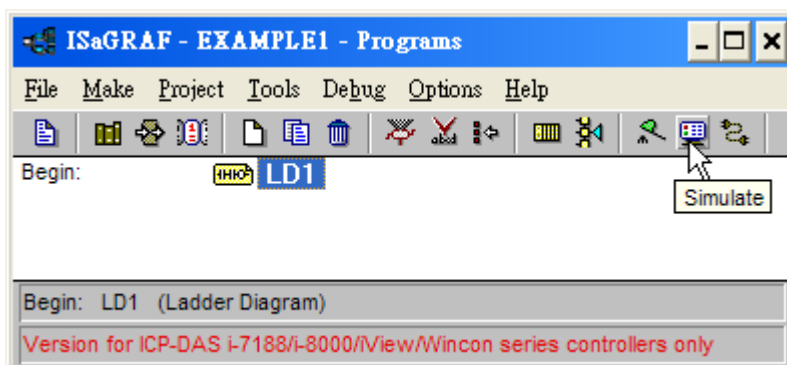 ISaGRAF - EXAMPLE1 - Programs
File Make Project Tools Debug Options Help
Begin: LD1
Simulate
Begin: LD1 (Ladder Diagram)
Version for ICP-DAS i-7188/i-8000/iView/Wincon series controllers only